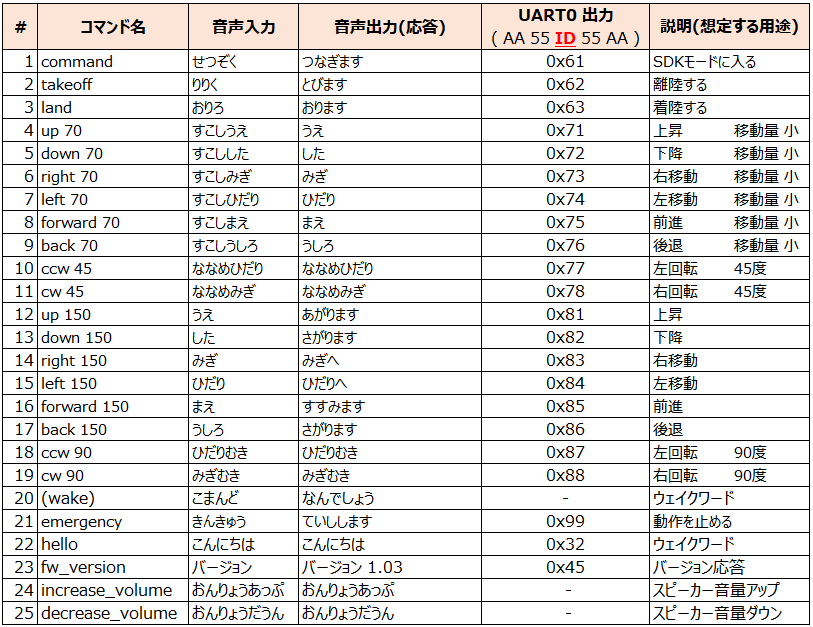 # コマンド名 音声入力 音声出力(応答) UART0 出力 ( AA 55 ID 55 AA ) 説明(想定する用途)
1 command せつぞく つなぎます 0x61 SDKモードに入る
2 takeoff りりく とびます 0x62 離陸する
3 land おりろ おります 0x63 着陸する
4 up 70 すこしうえ うえ 0x71 上昇 移動量 小
5 down 70 すこしした した 0x72 下降 移動量 小
6 right 70 すこしみぎ みぎ 0x73 右移動 移動量 小
7 left 70 すこしひだり ひだり 0x74 左移動 移動量 小
8 forward 70 すこしまえ まえ 0x75 前進 移動量 小
9 back 70 すこしうしろ うしろ 0x76 後退 移動量 小
10 ccw 45 ななめひだり ななめひだり 0x77 左回転 45度
11 cw 45 ななめみぎ ななめみぎ 0x78 右回転 45度
12 up 150 うえ あがります 0x81 上昇
13 down 150 した さがります 0x82 下降
14 right 150 みぎ みぎへ 0x83 右移動
15 left 150 ひだり ひだりへ 0x84 左移動
16 forward 150 まえ すすみます 0x85 前進
17 back 150 うしろ さがります 0x86 後退
18 ccw 90 ひだりむき ひだりむき 0x87 左回転 90度
19 cw 90 みぎむき みぎむき 0x88 右回転 90度
20 (wake) こまんど なんでしょう - ウェイクワード
21 emergency きんきゅう ていしします 0x99 動作を止める
22 hello こんにちは こんにちは 0x32 ウェイクワード
23 fw_version バージョン バージョン 1.03 0x45 バージョン応答
24 increase_volume おんりょうあっぷ おんりょうあっぷ - スピーカー音量アップ
25 decrease_volume おんりょうだうん おんりょうだうん - スピーカー音量ダウン